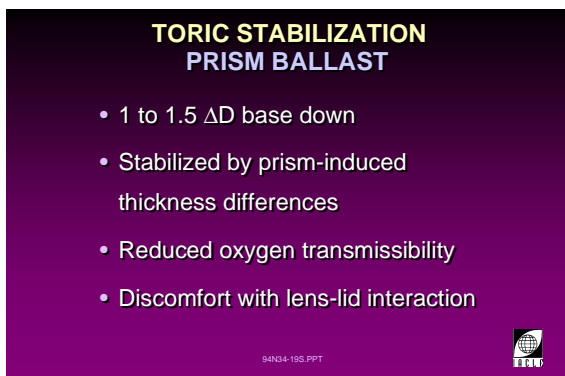 TORIC STABILIZATION
PRISM BALLAST
• 1 to 1.5 ΔD base down
• Stabilized by prism-induced
thickness differences
• Reduced oxygen transmissibility
• Discomfort with lens-lid interaction
94N34-19S.PPT
IACLE